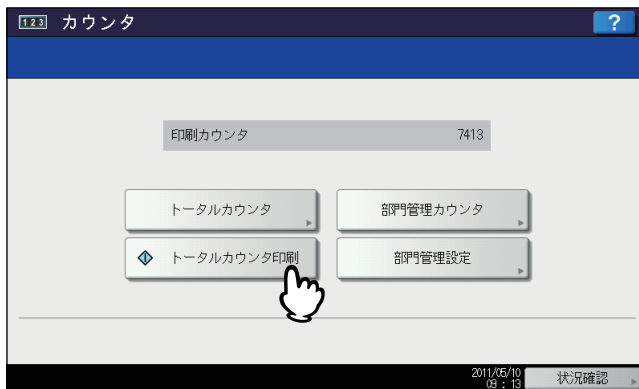 123 カウンタ
?
印刷カウンタ 7413
トータルカウンタ 部門管理カウンタ
トータルカウンタ印刷 部門管理設定
2011/05/10
09:13 状況確認